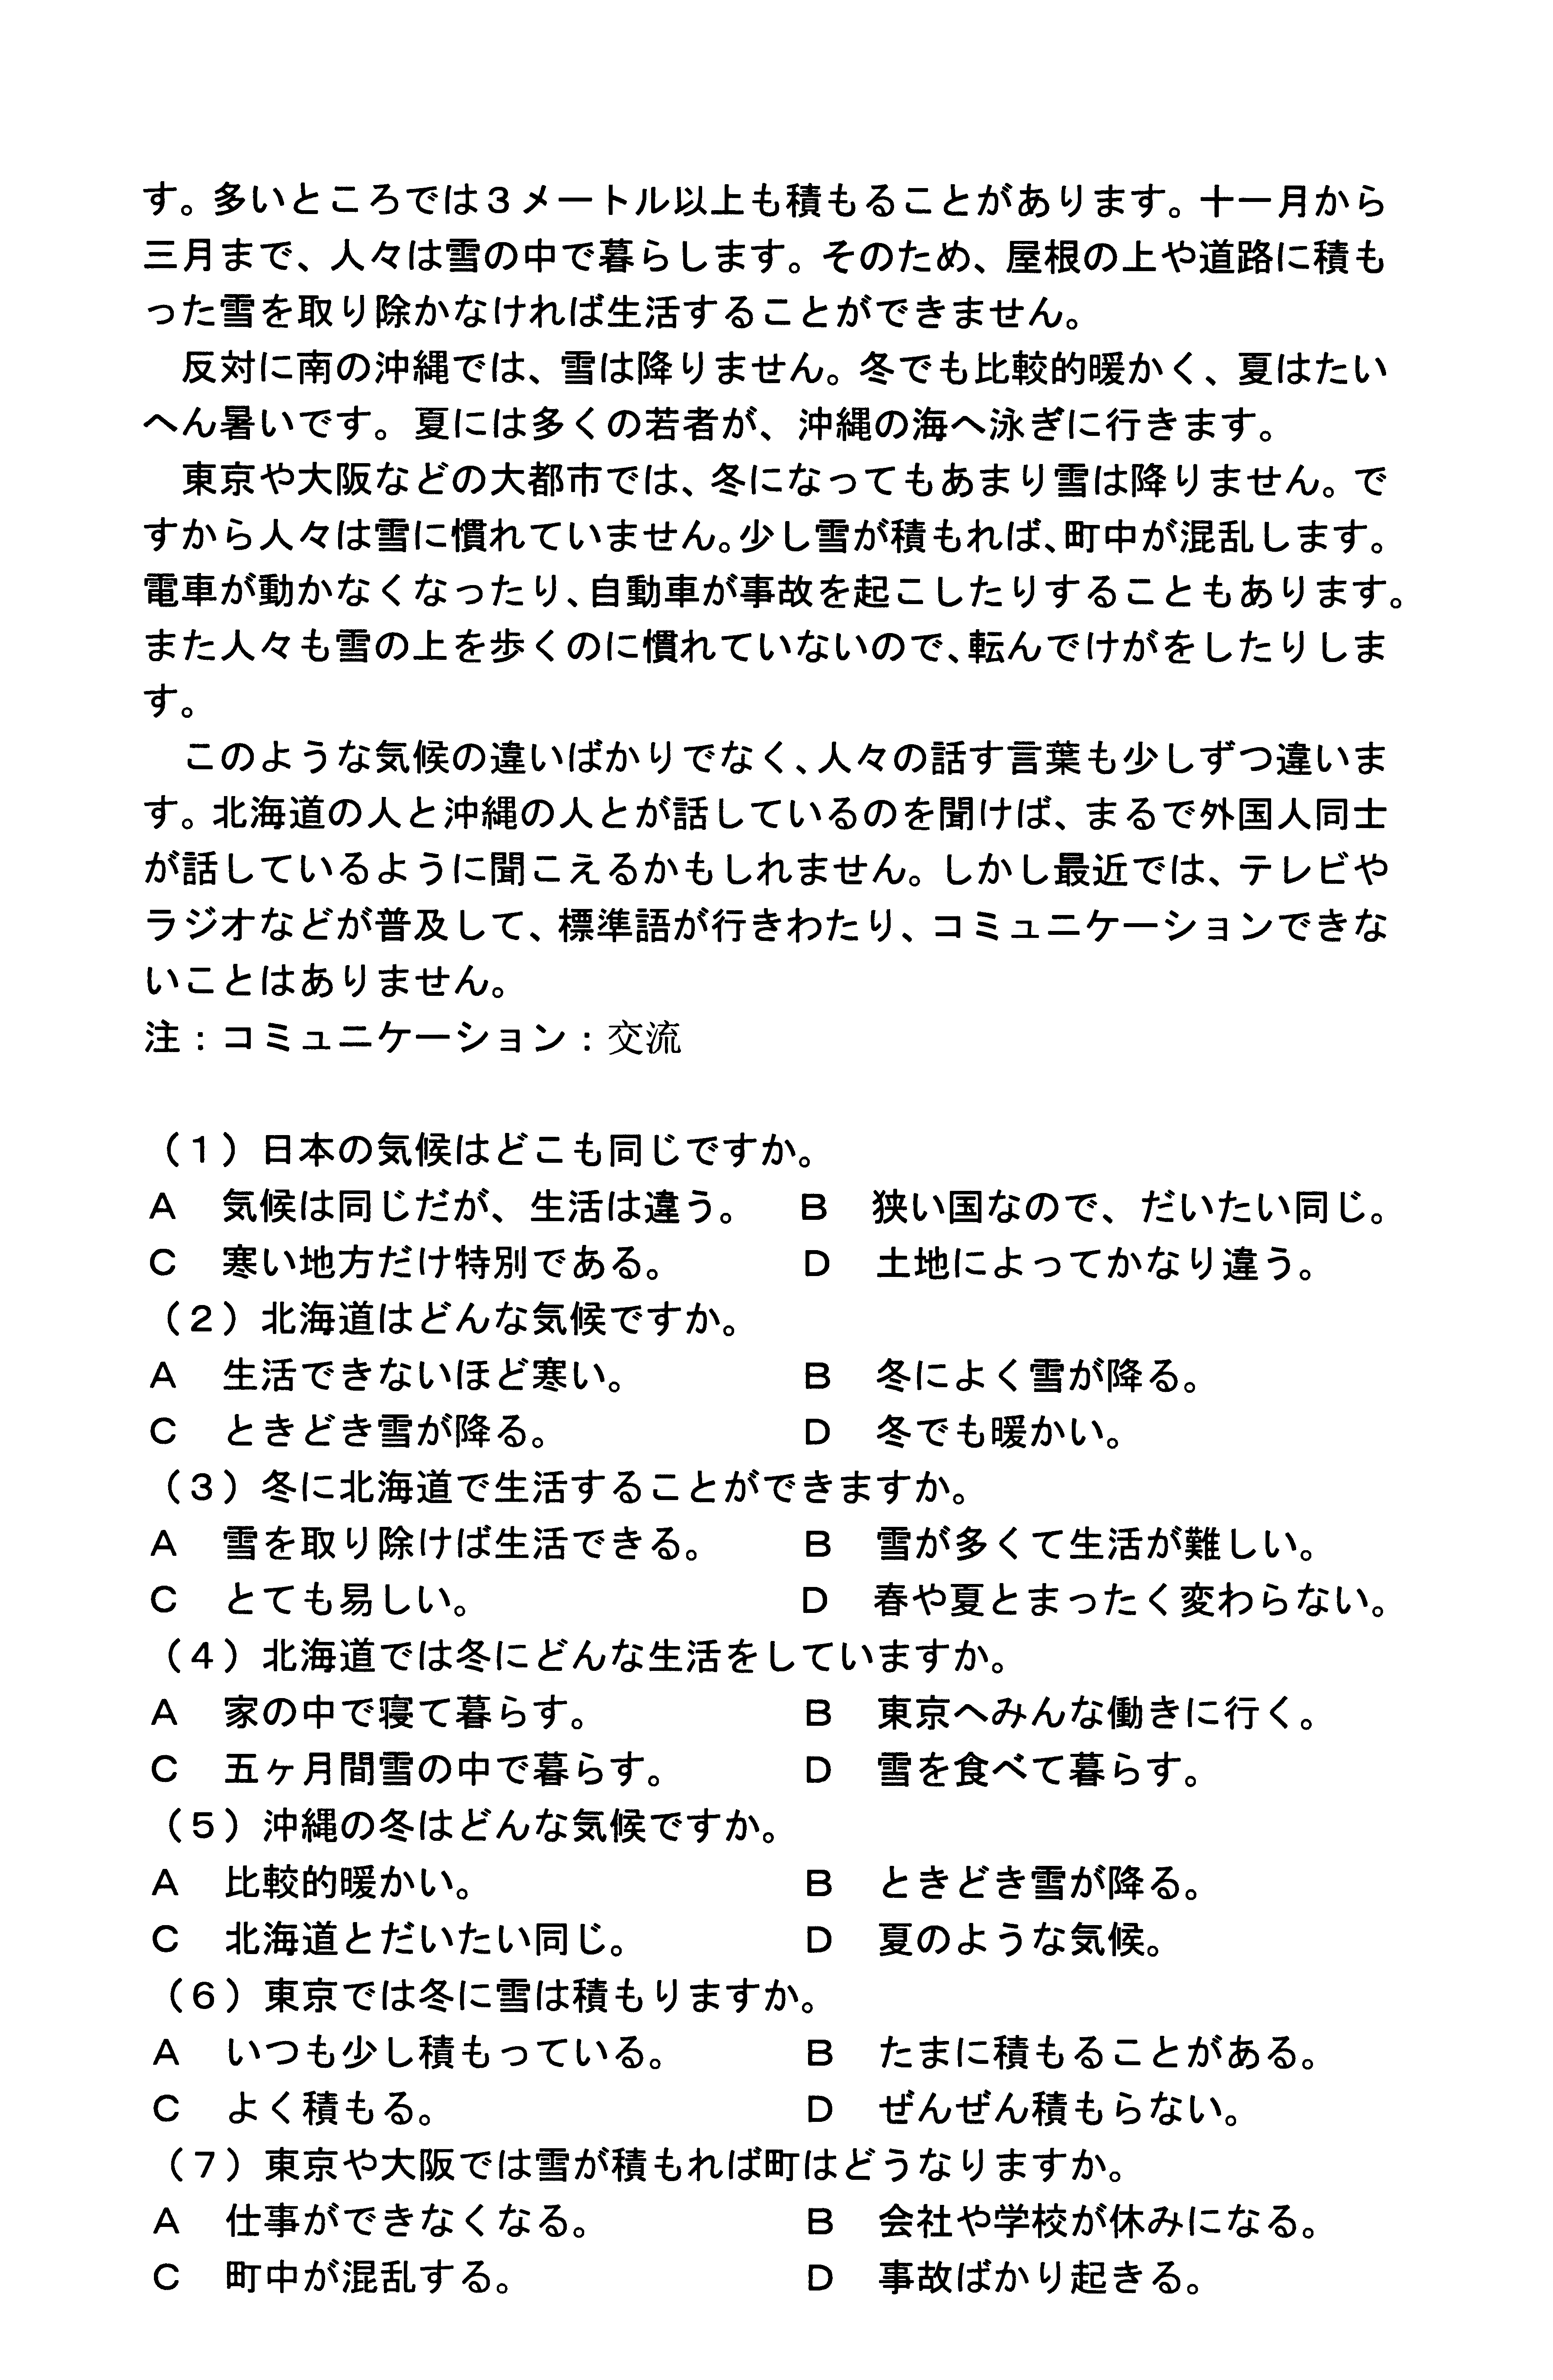 す。多いところでは３メートル以上も積もることがあります。十一月から
三月まで、人々は雪の中で暮らします。そのため、屋根の上や道路に積も
った雪を取り除かなければ生活することができません。
反対に南の沖縄では、雪は降りません。冬でも比較的暖かく、夏はたい
へん暑いです。夏には多くの若者が、沖縄の海へ泳ぎに行きます。
東京や大阪などの大都市では、冬になってもあまり雪は降りません。で
すから人々は雪に慣れていません。少し雪が積もれば、町中が混乱します。
電車が動かなくなったり、自動車が事故を起こしたりすることもあります。
また人々も雪の上を歩くのに慣れていないので、転んでけがをしたりしま
す。
このような気候の違いばかりでなく、人々の話す言葉も少しずつ違いま
す。北海道の人と沖縄の人とが話しているのを聞けば、まるで外国人同士
が話しているように聞こえるかもしれません。しかし最近では、テレビや
ラジオなどが普及して、標準語が行きわたり、コミュニケーションできな
いことはありません。
注：コミュニケーション：交流
（１）日本の気候はどこも同じですか。
A　気候は同じだが、生活は違う。　B　狭い国なので、だいたい同じ。
C　寒い地方だけ特別である。　D　土地によってかなり違う。
（２）北海道はどんな気候ですか。
A　生活できないほど寒い。　B　冬によく雪が降る。
C　ときどき雪が降る。　D　冬でも暖かい。
（３）冬に北海道で生活することができますか。
A　雪を取り除けば生活できる。　B　雪が多くて生活が難しい。
C　とても易しい。　D　春や夏とまったく変わらない。
（４）北海道では冬にどんな生活をしていますか。
A　家の中で寝て暮らす。　B　東京へみんな働きに行く。
C　五ヶ月間雪の中で暮らす。　D　雪を食べて暮らす。
（５）沖縄の冬はどんな気候ですか。
A　比較的暖かい。　B　ときどき雪が降る。
C　北海道とだいたい同じ。　D　夏のような気候。
（６）東京では冬に雪は積もりますか。
A　いつも少し積もっている。　B　たまに積もることがある。
C　よく積もる。　D　ぜんぜん積もらない。
（７）東京や大阪では雪が積もれば町はどうなりますか。
A　仕事ができなくなる。　B　会社や学校が休みになる。
C　町中が混乱する。　D　事故ばかり起きる。